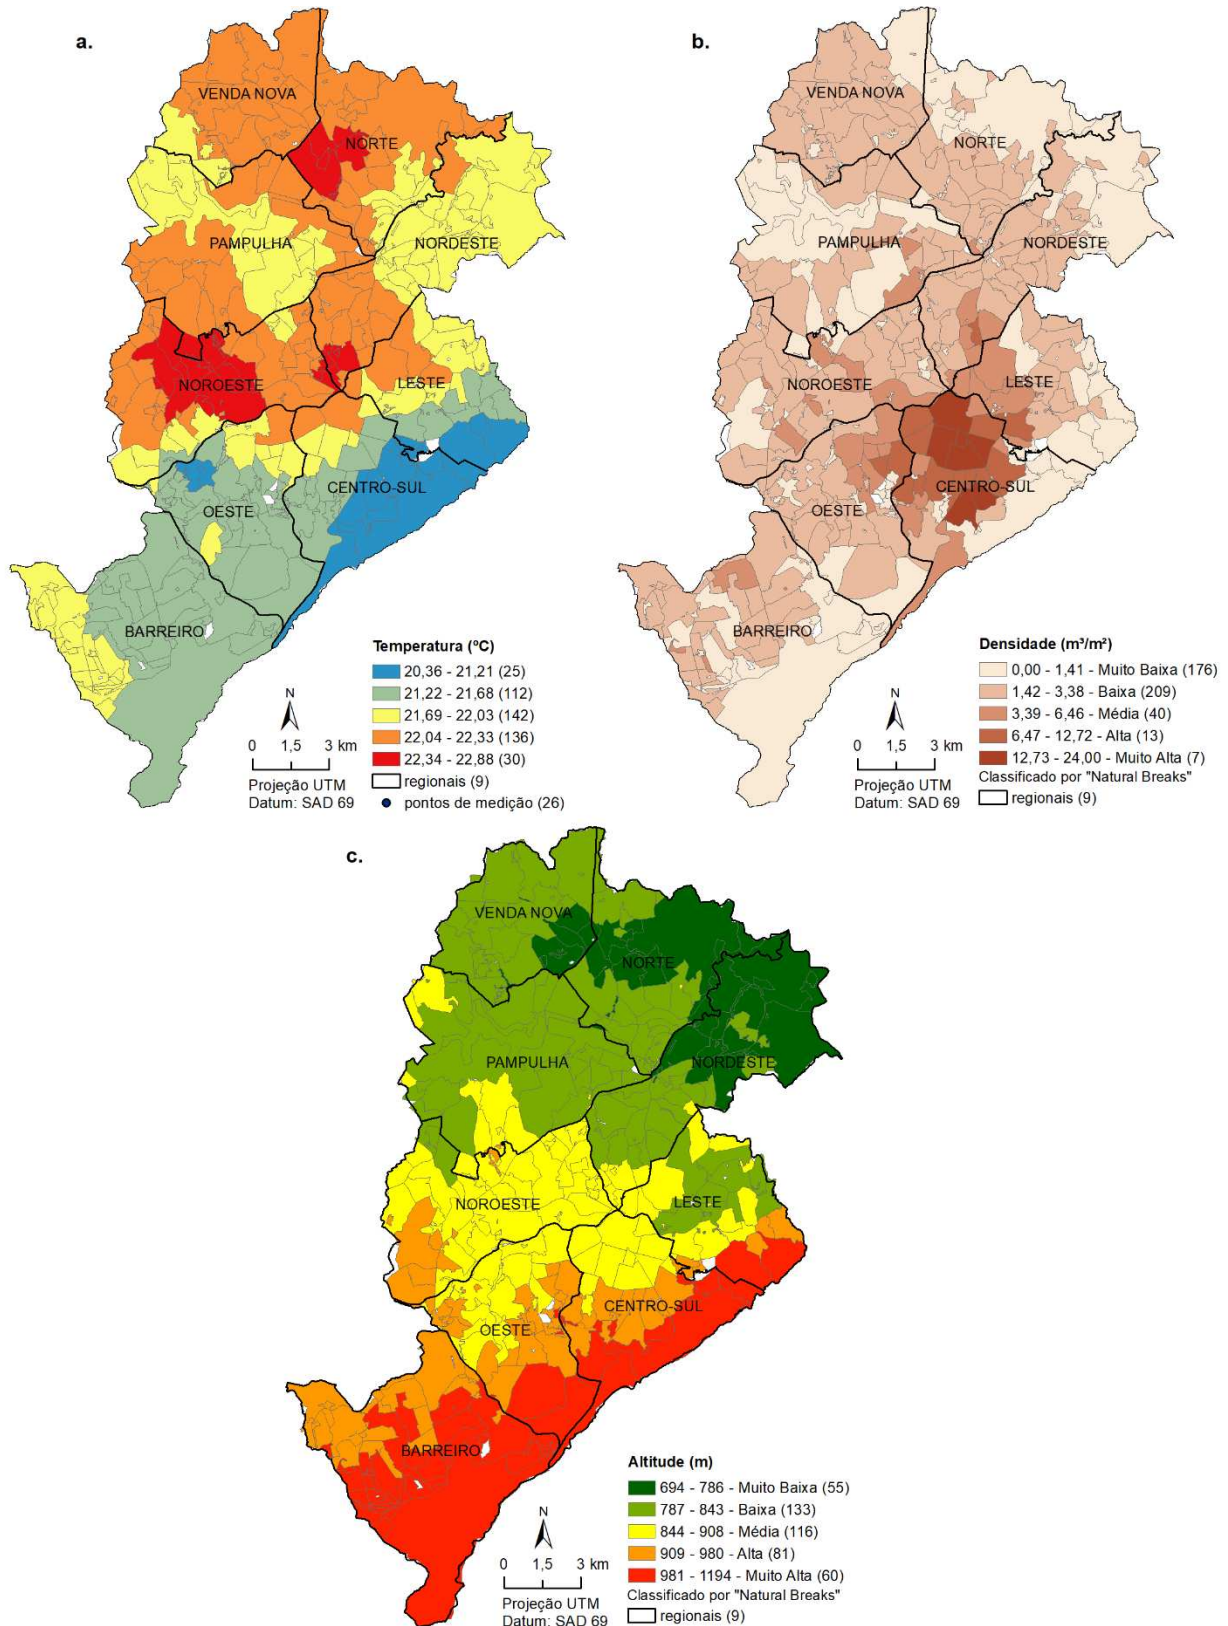 a.
VENDA NOVA
NORTE
PAMPULHA
NORDESTE
NOROESTE
LESTE
CENTRO-SUL
OESTE
BARREIRO
Temperatura (ºC)
20,36 - 21,21 (25)
21,22 - 21,68 (112)
21,69 - 22,03 (142)
22,04 - 22,33 (136)
22,34 - 22,88 (30)
regionais (9)
pontos de medição (26)
N
0 1,5 3 km
Projeção UTM
Datum: SAD 69
b.
VENDA NOVA
NORTE
PAMPULHA
NORDESTE
NOROESTE
LESTE
CENTRO-SUL
OESTE
BARREIRO
Densidade (m³/m²)
0,00 - 1,41 - Muito Baixa (176)
1,42 - 3,38 - Baixa (209)
3,39 - 6,46 - Média (40)
6,47 - 12,72 - Alta (13)
12,73 - 24,00 - Muito Alta (7)
Classificado por "Natural Breaks"
regionais (9)
N
0 1,5 3 km
Projeção UTM
Datum: SAD 69
c.
VENDA NOVA
NORTE
PAMPULHA
NORDESTE
NOROESTE
LESTE
CENTRO-SUL
OESTE
BARREIRO
Altitude (m)
694 - 786 - Muito Baixa (55)
787 - 843 - Baixa (133)
844 - 908 - Média (116)
909 - 980 - Alta (81)
981 - 1194 - Muito Alta (60)
Classificado por "Natural Breaks"
regionais (9)
N
0 1,5 3 km
Projeção UTM
Datum: SAD 69